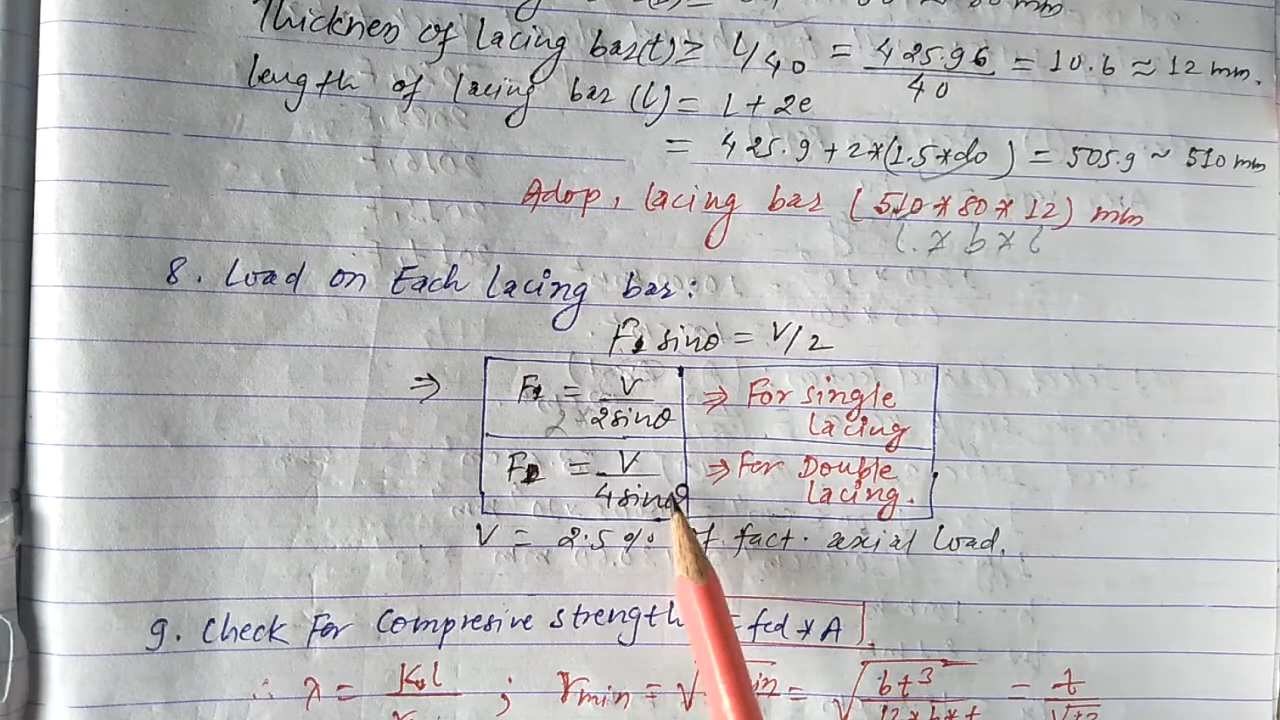 Thicknes of lacing bar(t) ≥ L/40 = 425.96/40 = 10.6 ≈ 12 mm.
length of lacing bar (L) = L + 2e
= 425.9 + 2*(1.5*do) = 505.9 ~ 510 mm
Adop, lacing bar (510 * 80 * 12) mm
8. Load on Each lacing bar:
F sinθ = V/2
⇒ F = V/2sinθ ⇒ For single lacing
F = V/4sinθ ⇒ For Double lacing.
V = 2.5 % of fact. axial load.
9. Check For Compresive strength = fcd * A
∴ λ = ; rmin = √ = √ bt³/12*b*t = t/√12